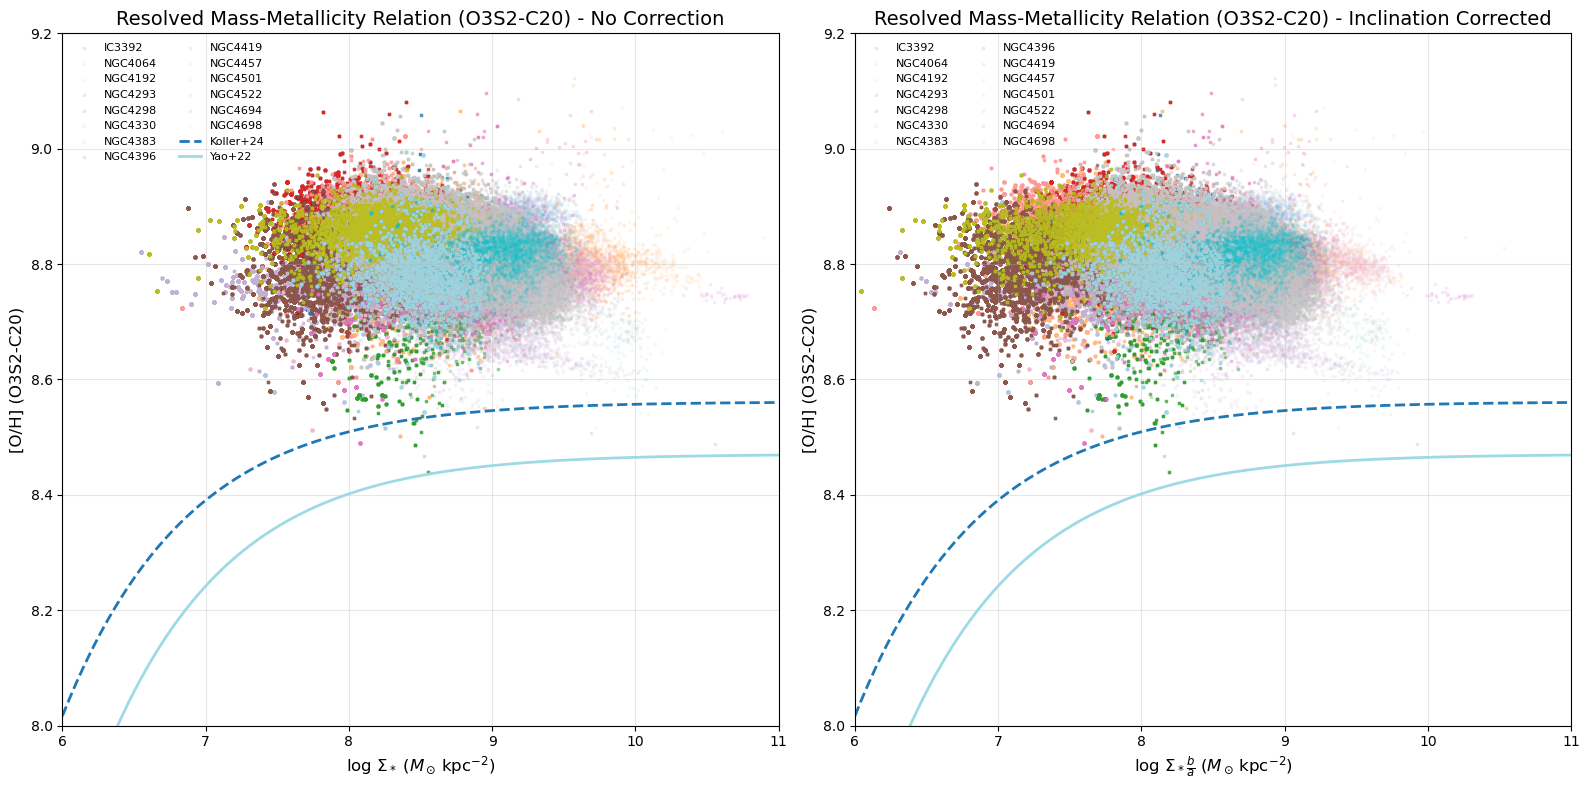 Resolved Mass-Metallicity Relation (O3S2-C20) - No Correction
[O/H] (O3S2-C20)
9.2
9.0
8.8
8.6
8.4
8.2
8.0
IC3392
NGC4064
NGC4192
NGC4293
NGC4298
NGC4330
NGC4383
NGC4396
NGC4419
NGC4457
NGC4501
NGC4522
NGC4694
NGC4698
Koller+24
Yao+22
6 7 8 9 10 11
log Σ* (M⊙ kpc⁻²)
Resolved Mass-Metallicity Relation (O3S2-C20) - Inclination Corrected
[O/H] (O3S2-C20)
9.2
9.0
8.8
8.6
8.4
8.2
8.0
IC3392
NGC4064
NGC4192
NGC4293
NGC4298
NGC4330
NGC4383
NGC4396
NGC4419
NGC4457
NGC4501
NGC4522
NGC4694
NGC4698
6 7 8 9 10 11
log Σ* b/a (M⊙ kpc⁻²)